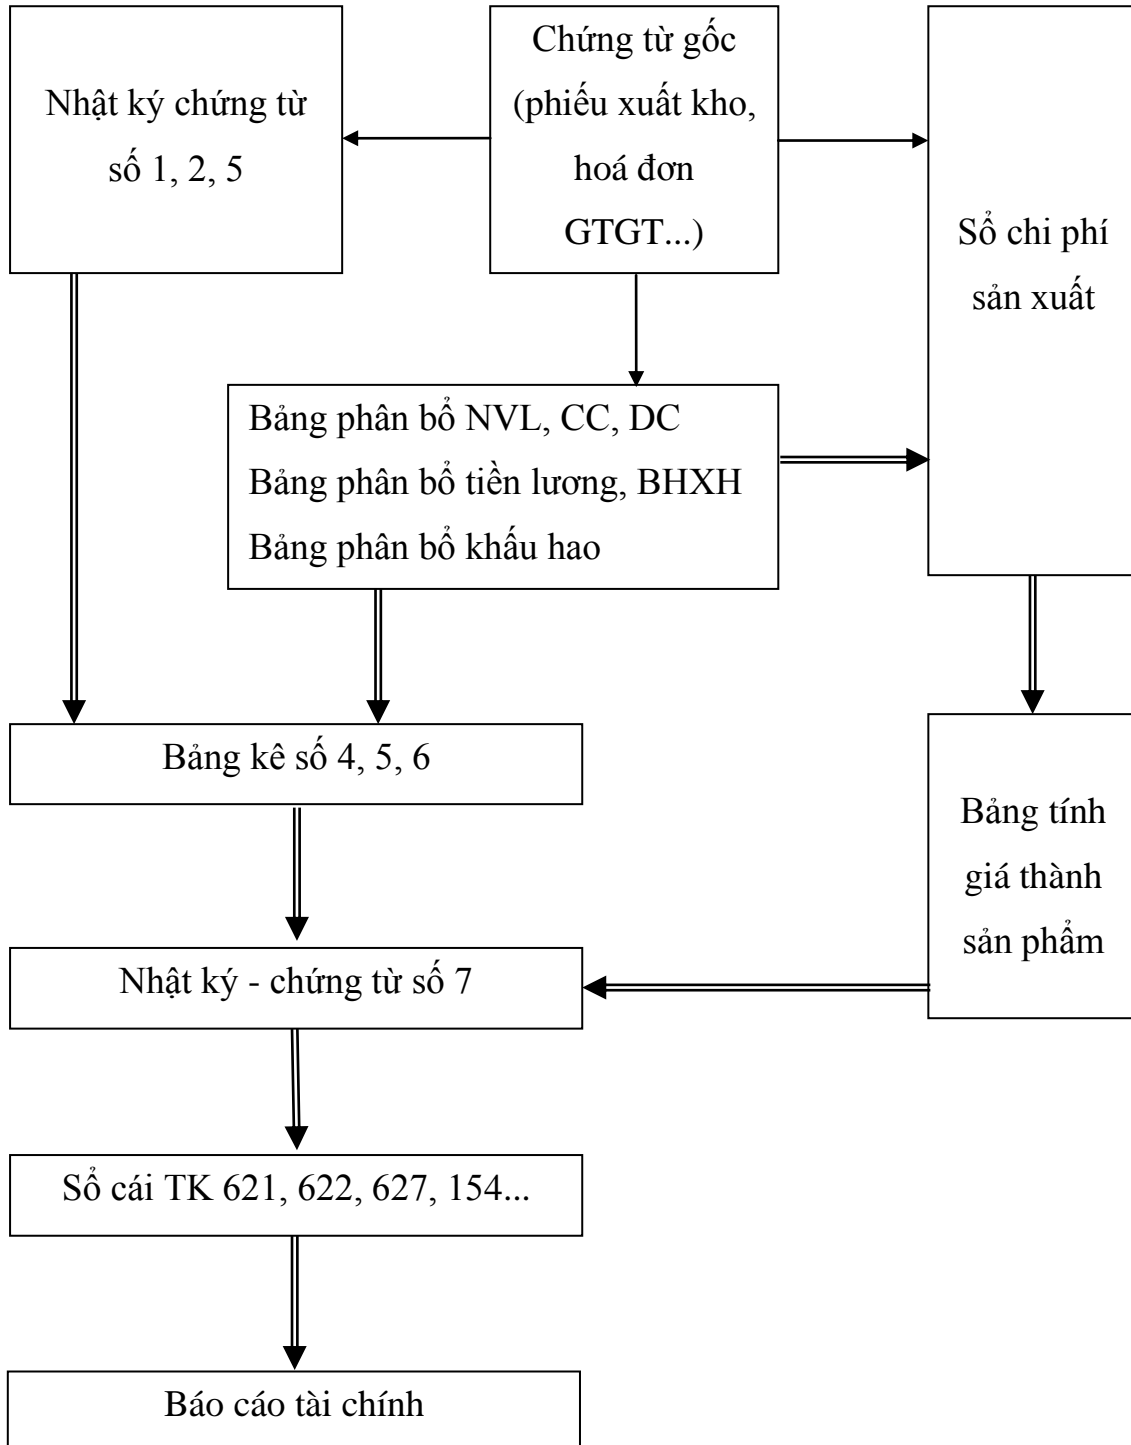 Nhật ký chứng từ
số 1, 2, 5
Chứng từ gốc
(phiếu xuất kho,
hoá đơn
GTGT...)
Sổ chi phí
sản xuất
Bảng phân bổ NVL, CC, DC
Bảng phân bổ tiền lương, BHXH
Bảng phân bổ khấu hao
Bảng kê số 4, 5, 6
Bảng tính
giá thành
sản phẩm
Nhật ký - chứng từ số 7
Sổ cái TK 621, 622, 627, 154...
Báo cáo tài chính